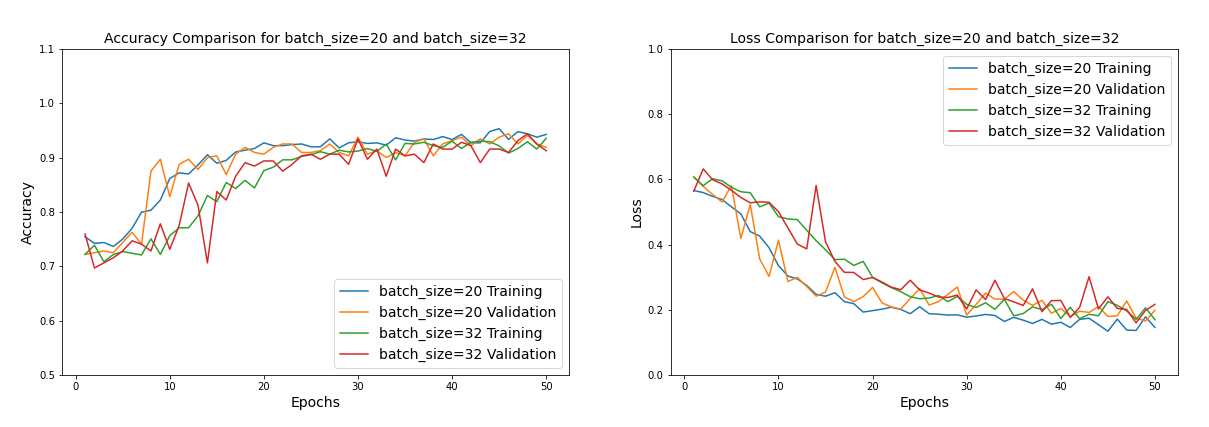 Accuracy Comparison for batch_size=20 and batch_size=32
1.1
1.0
0.9
0.8
0.7
0.6
0.5
Accuracy
batch_size=20 Training
batch_size=20 Validation
batch_size=32 Training
batch_size=32 Validation
0 10 20 30 40 50
Epochs
Loss Comparison for batch_size=20 and batch_size=32
1.0
0.8
0.6
0.4
0.2
0.0
Loss
batch_size=20 Training
batch_size=20 Validation
batch_size=32 Training
batch_size=32 Validation
0 10 20 30 40 50
Epochs